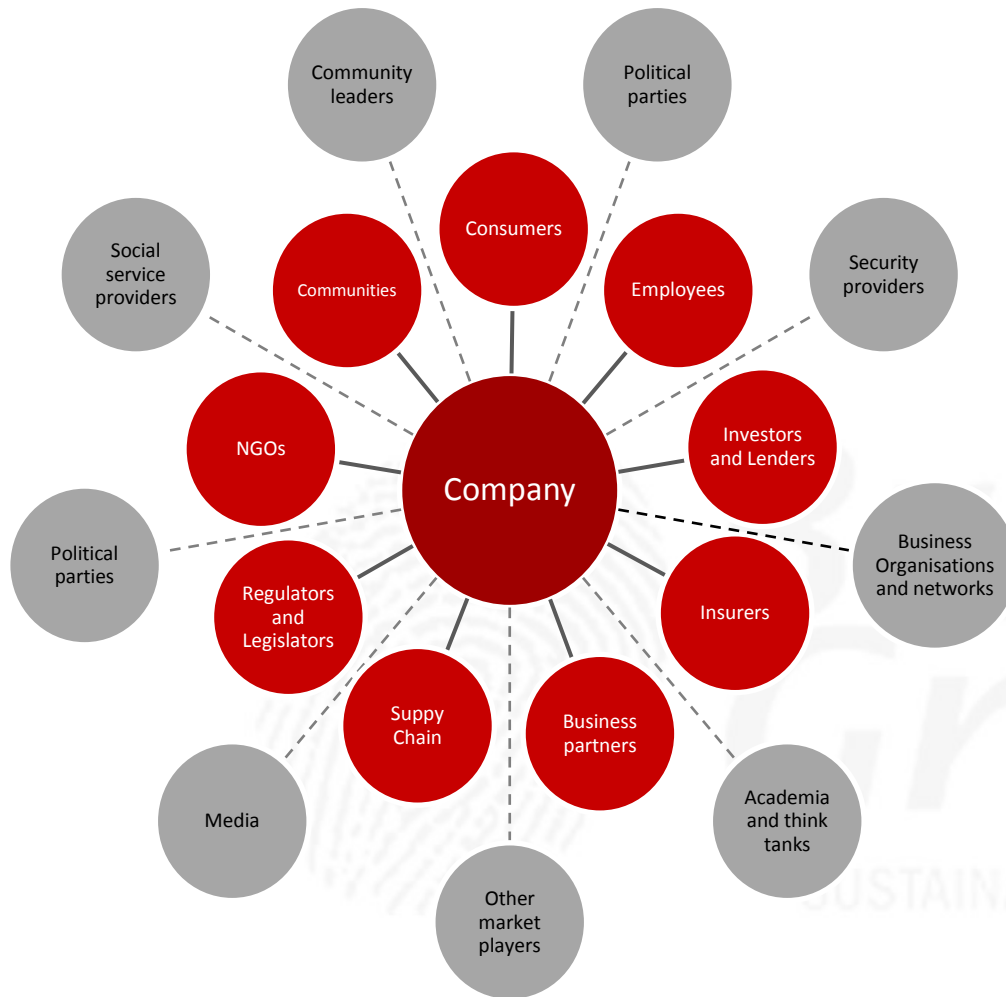 Community
leaders
Political
parties
Consumers
Social
service
providers
Communities
Employees
Security
providers
NGOs
Investors
and Lenders
Company
Political
parties
Business
Organisations
and networks
Regulators
and
Legislators
Insurers
Suppy
Chain
Business
partners
Media
Academia
and think
tanks
Other
market
players